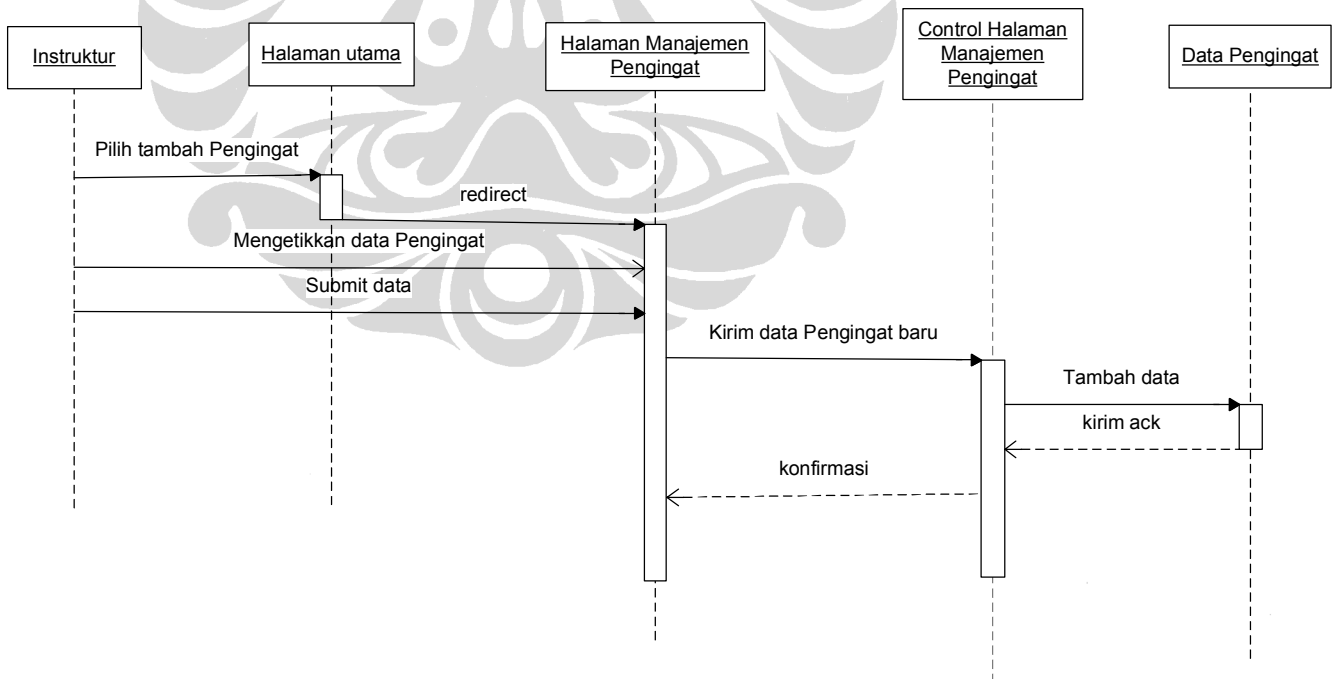 Instruktur
Halaman utama
Halaman Manajemen
Pengingat
Control Halaman
Manajemen
Pengingat
Data Pengingat
Pilih tambah Pengingat
redirect
Mengetikkan data Pengingat
Submit data
Kirim data Pengingat baru
Tambah data
kirim ack
konfirmasi